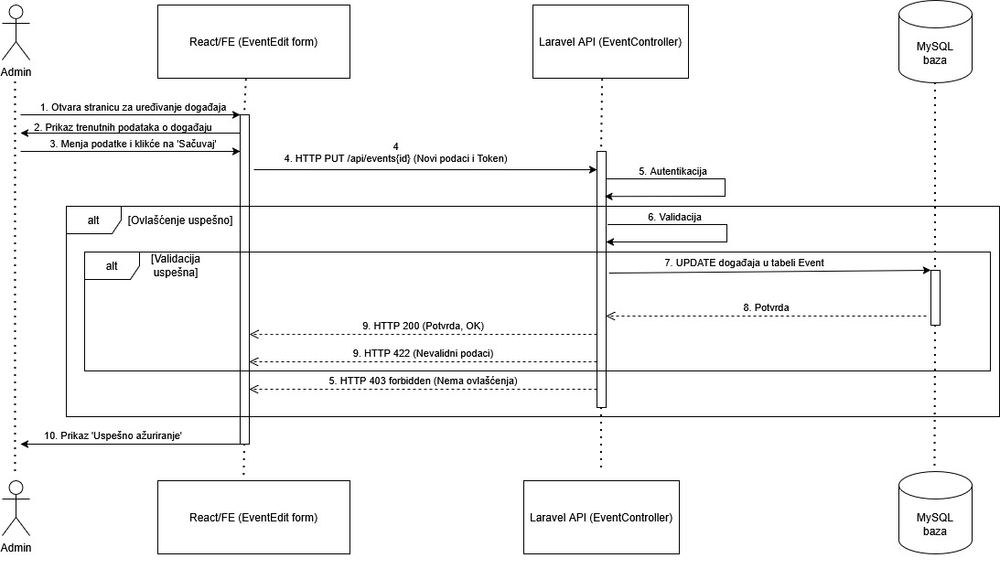 React/FE (EventEdit form)
Laravel API (EventController)
MySQL
baza
Admin
1. Otvara stranicu za uređivanje događaja
2. Prikaz trenutnih podataka o događaju
3. Menja podatke i klikće na 'Sačuvaj'
4
4. HTTP PUT /api/events{id} (Novi podaci i Token)
5. Autentikacija
alt
[Ovlašćenje uspešno]
6. Validacija
alt
[Validacija
uspešna]
7. UPDATE događaja u tabeli Event
8. Potvrda
9. HTTP 200 (Potvrda, OK)
9. HTTP 422 (Nevalidni podaci)
5. HTTP 403 forbidden (Nema ovlašćenja)
10. Prikaz 'Uspešno ažuriranje'
React/FE (EventEdit form)
Laravel API (EventController)
MySQL
baza
Admin